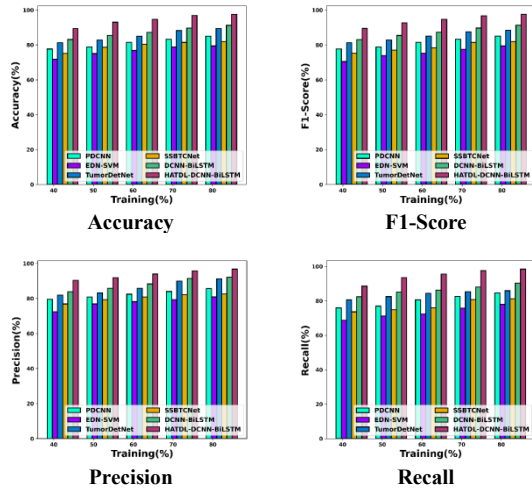 100
80
60
40
20
0
Accuracy(%)
PDCNN
EDN-SVM
TumorDetNet
SSBTCNet
DCNN-BiLSTM
HATDL-DCNN-BiLSTM
40 50 60 70 80
Training(%)
Accuracy
100
80
60
40
20
0
F1-Score(%)
PDCNN
EDN-SVM
TumorDetNet
SSBTCNet
DCNN-BiLSTM
HATDL-DCNN-BiLSTM
40 50 60 70 80
Training(%)
F1-Score
100
80
60
40
20
0
Precision(%)
PDCNN
EDN-SVM
TumorDetNet
SSBTCNet
DCNN-BiLSTM
HATDL-DCNN-BiLSTM
40 50 60 70 80
Training(%)
Precision
100
80
60
40
20
0
Recall(%)
PDCNN
EDN-SVM
TumorDetNet
SSBTCNet
DCNN-BiLSTM
HATDL-DCNN-BiLSTM
40 50 60 70 80
Training(%)
Recall